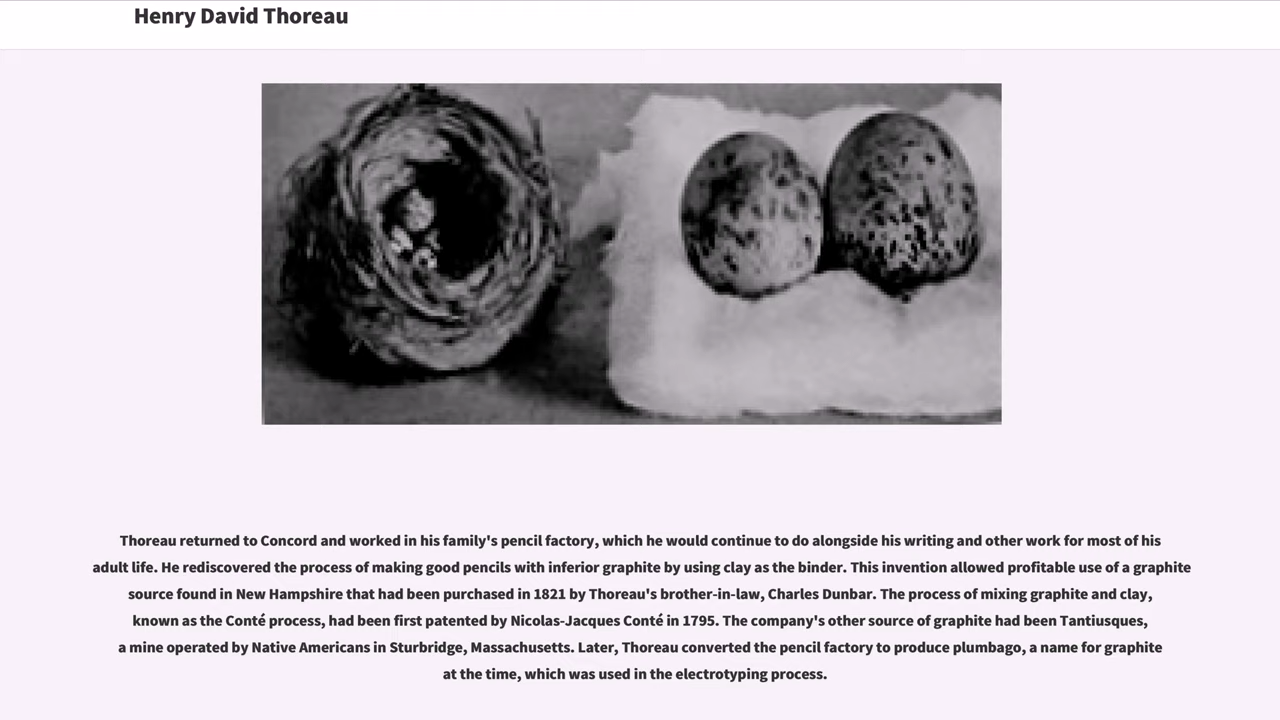 Henry David Thoreau
Thoreau returned to Concord and worked in his family's pencil factory, which he would continue to do alongside his writing and other work for most of his
adult life. He rediscovered the process of making good pencils with inferior graphite by using clay as the binder. This invention allowed profitable use of a graphite
source found in New Hampshire that had been purchased in 1821 by Thoreau's brother-in-law, Charles Dunbar. The process of mixing graphite and clay,
known as the Conté process, had been first patented by Nicolas-Jacques Conté in 1795. The company's other source of graphite had been Tantiusques,
a mine operated by Native Americans in Sturbridge, Massachusetts. Later, Thoreau converted the pencil factory to produce plumbago, a name for graphite
at the time, which was used in the electrotyping process.